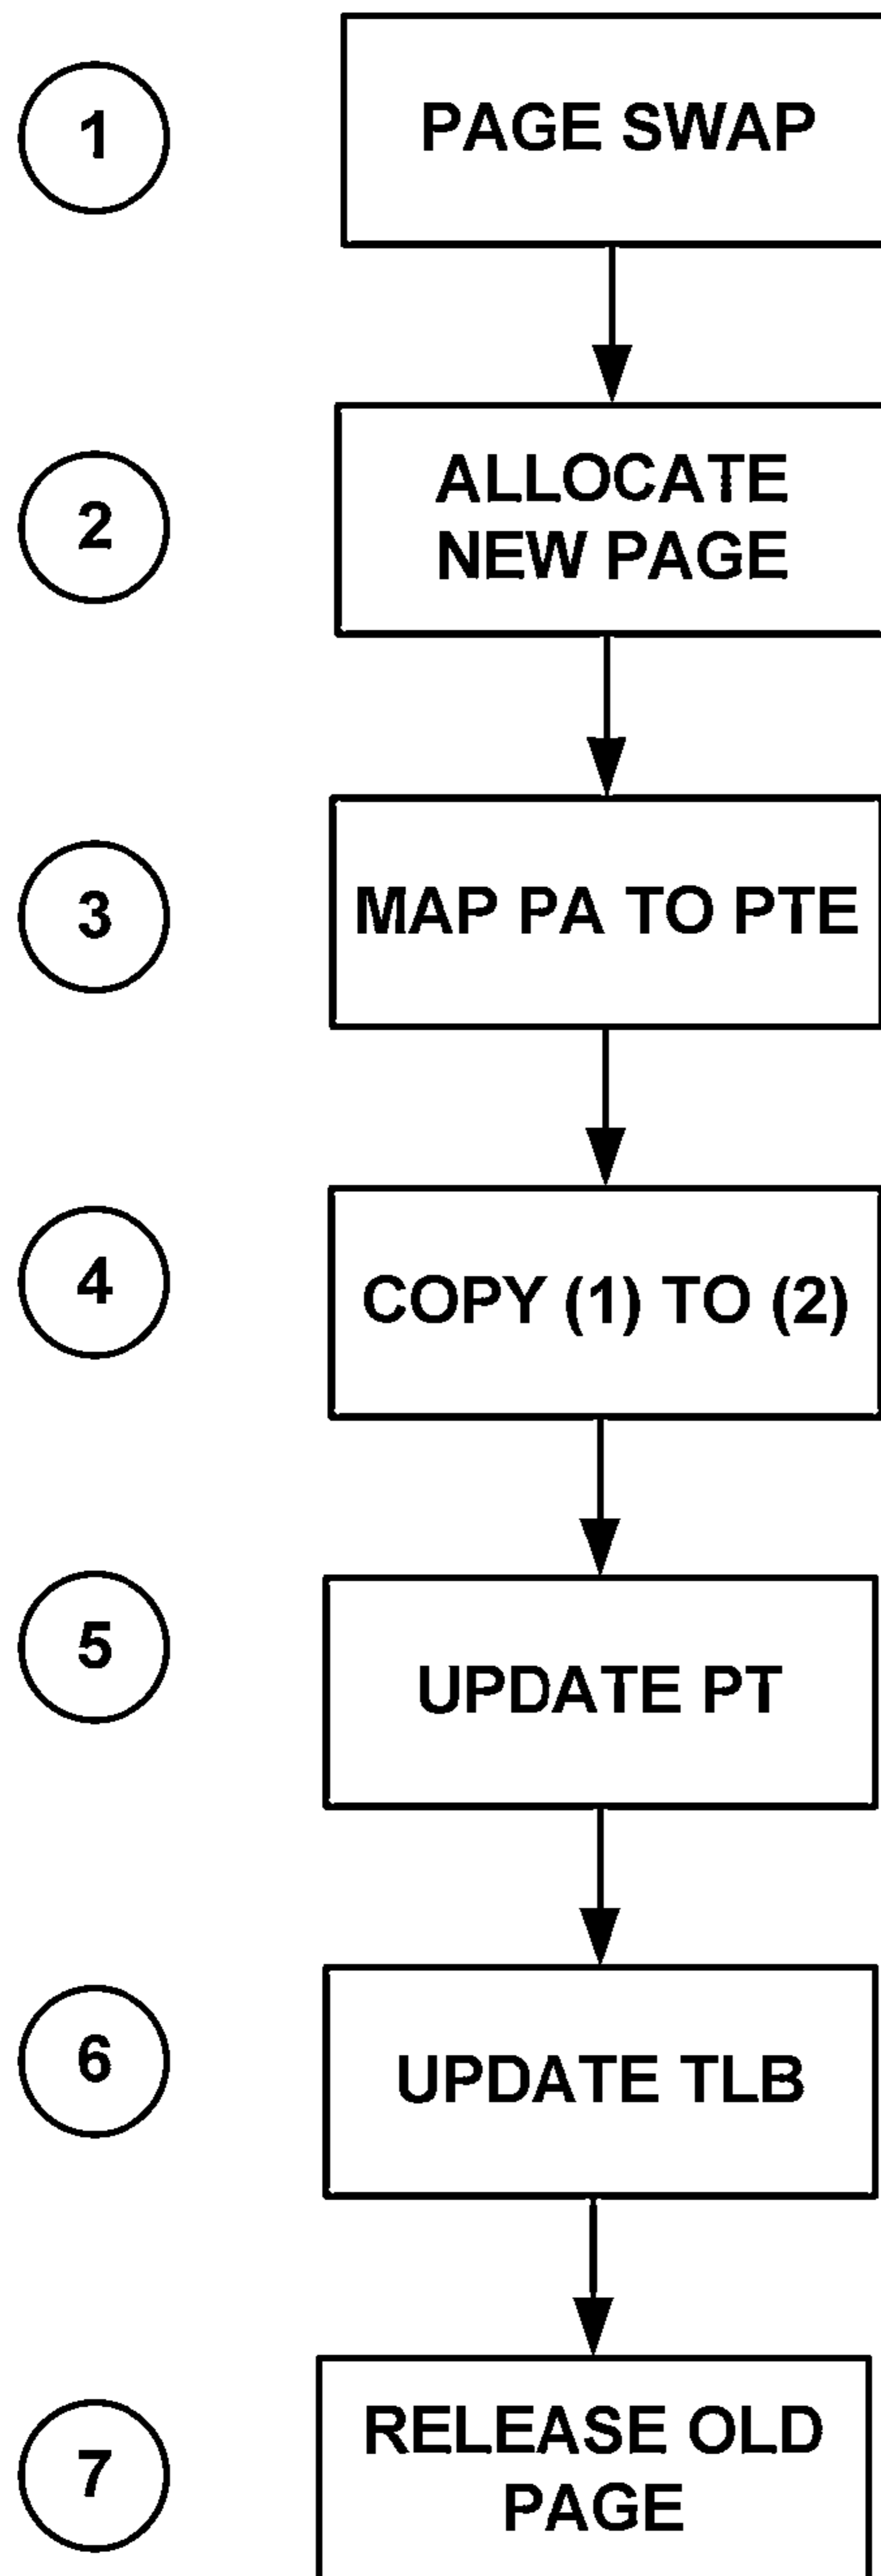 1
PAGE SWAP
2
ALLOCATE
NEW PAGE
3
MAP PA TO PTE
4
COPY (1) TO (2)
5
UPDATE PT
6
UPDATE TLB
7
RELEASE OLD
PAGE